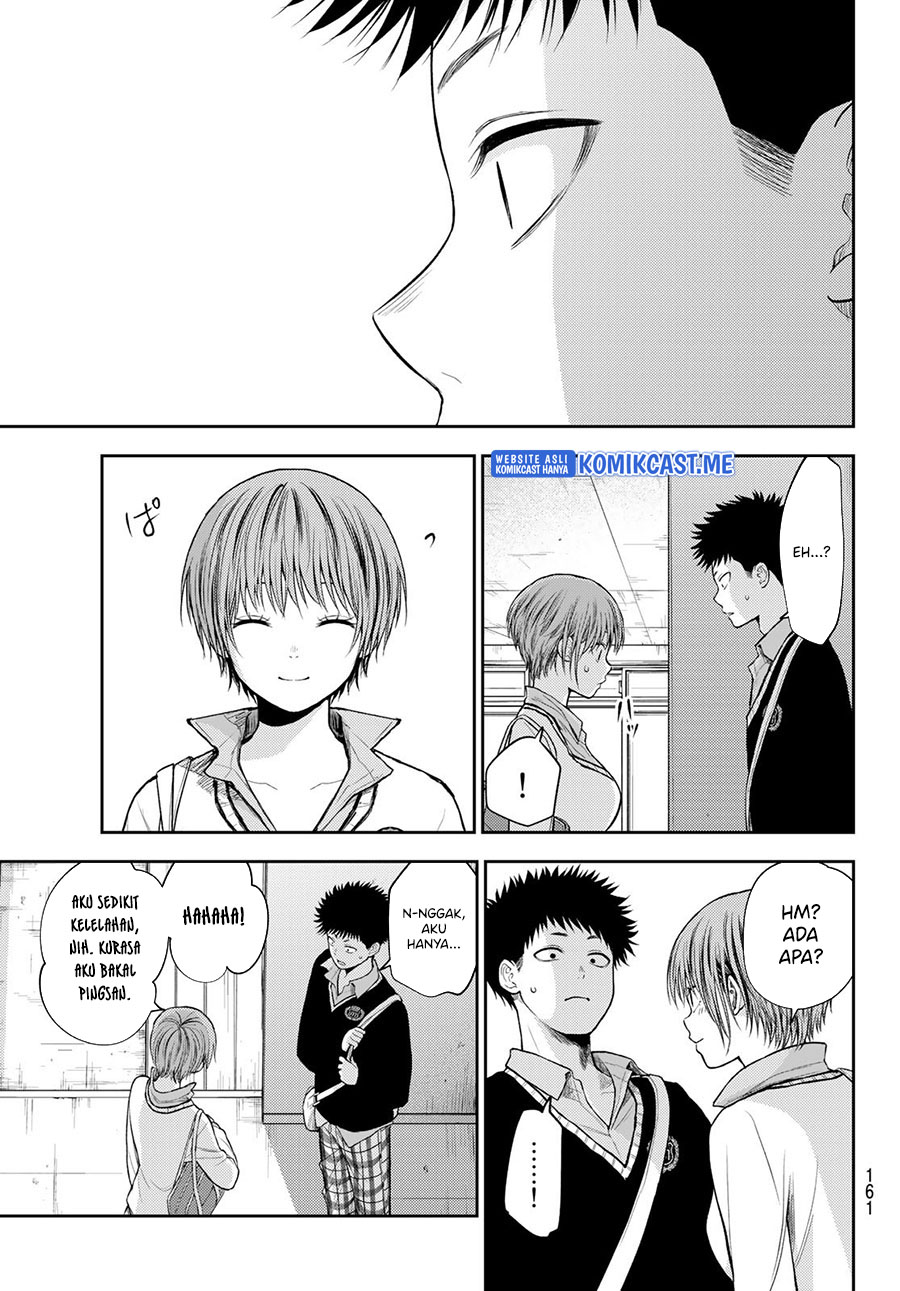 WEBSITE ASLI
KOMIKCAST HANYA
KOMIKCAST.ME
EH...?
!
ぱ
っ
HM?
ADA
APA?
........!
N-NGGAK,
AKU
HANYA...
HAHAHA!
AKU SEDIKIT
KELELAHAN,
NIH. KURASA
AKU BAKAL
PINGSAN.
161